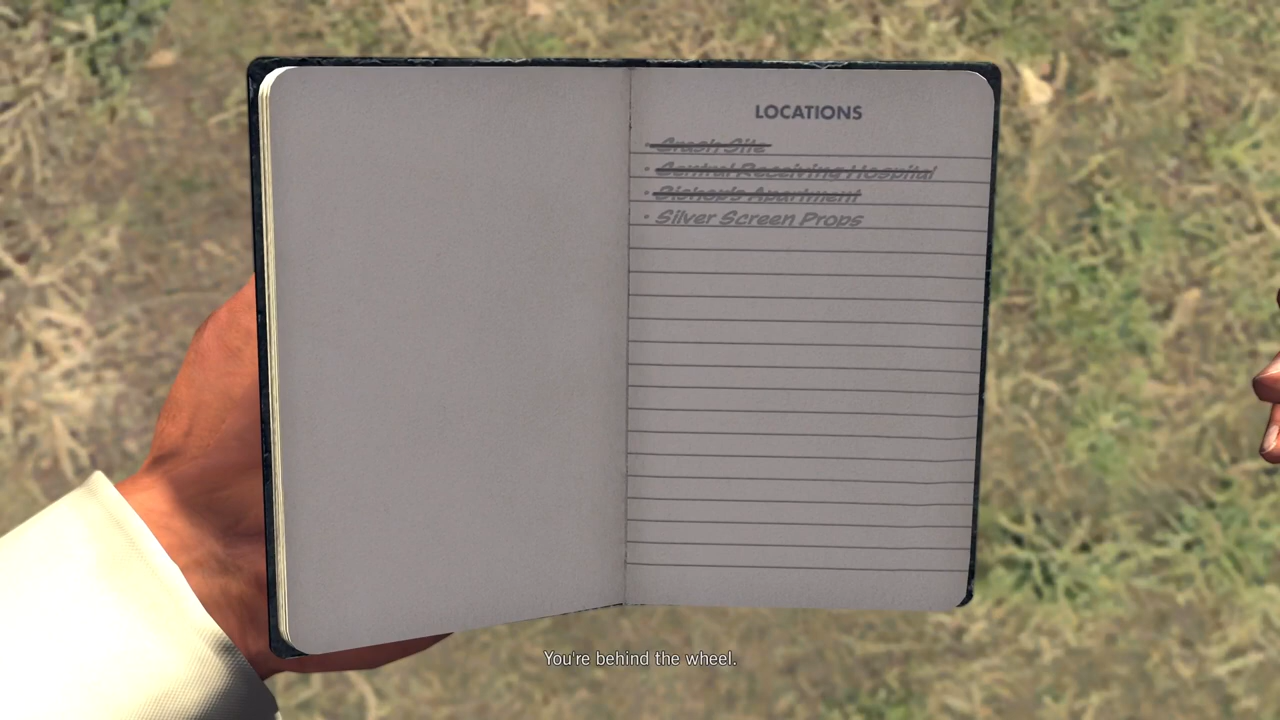 LOCATIONS
• Crash Site
• Central Receiving Hospital
• Bishop's Apartment
• Silver Screen Props
You're behind the wheel.